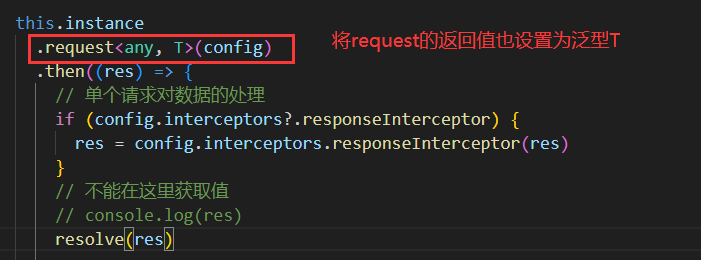 this.instance
.request<any, T>(config)
将request的返回值也设置为泛型T
.then((res) => {
// 单个请求对数据的处理
if (config.interceptors?.responseInterceptor) {
res = config.interceptors.responseInterceptor(res)
}
// 不能在这里获取值
// console.log(res)
resolve(res)